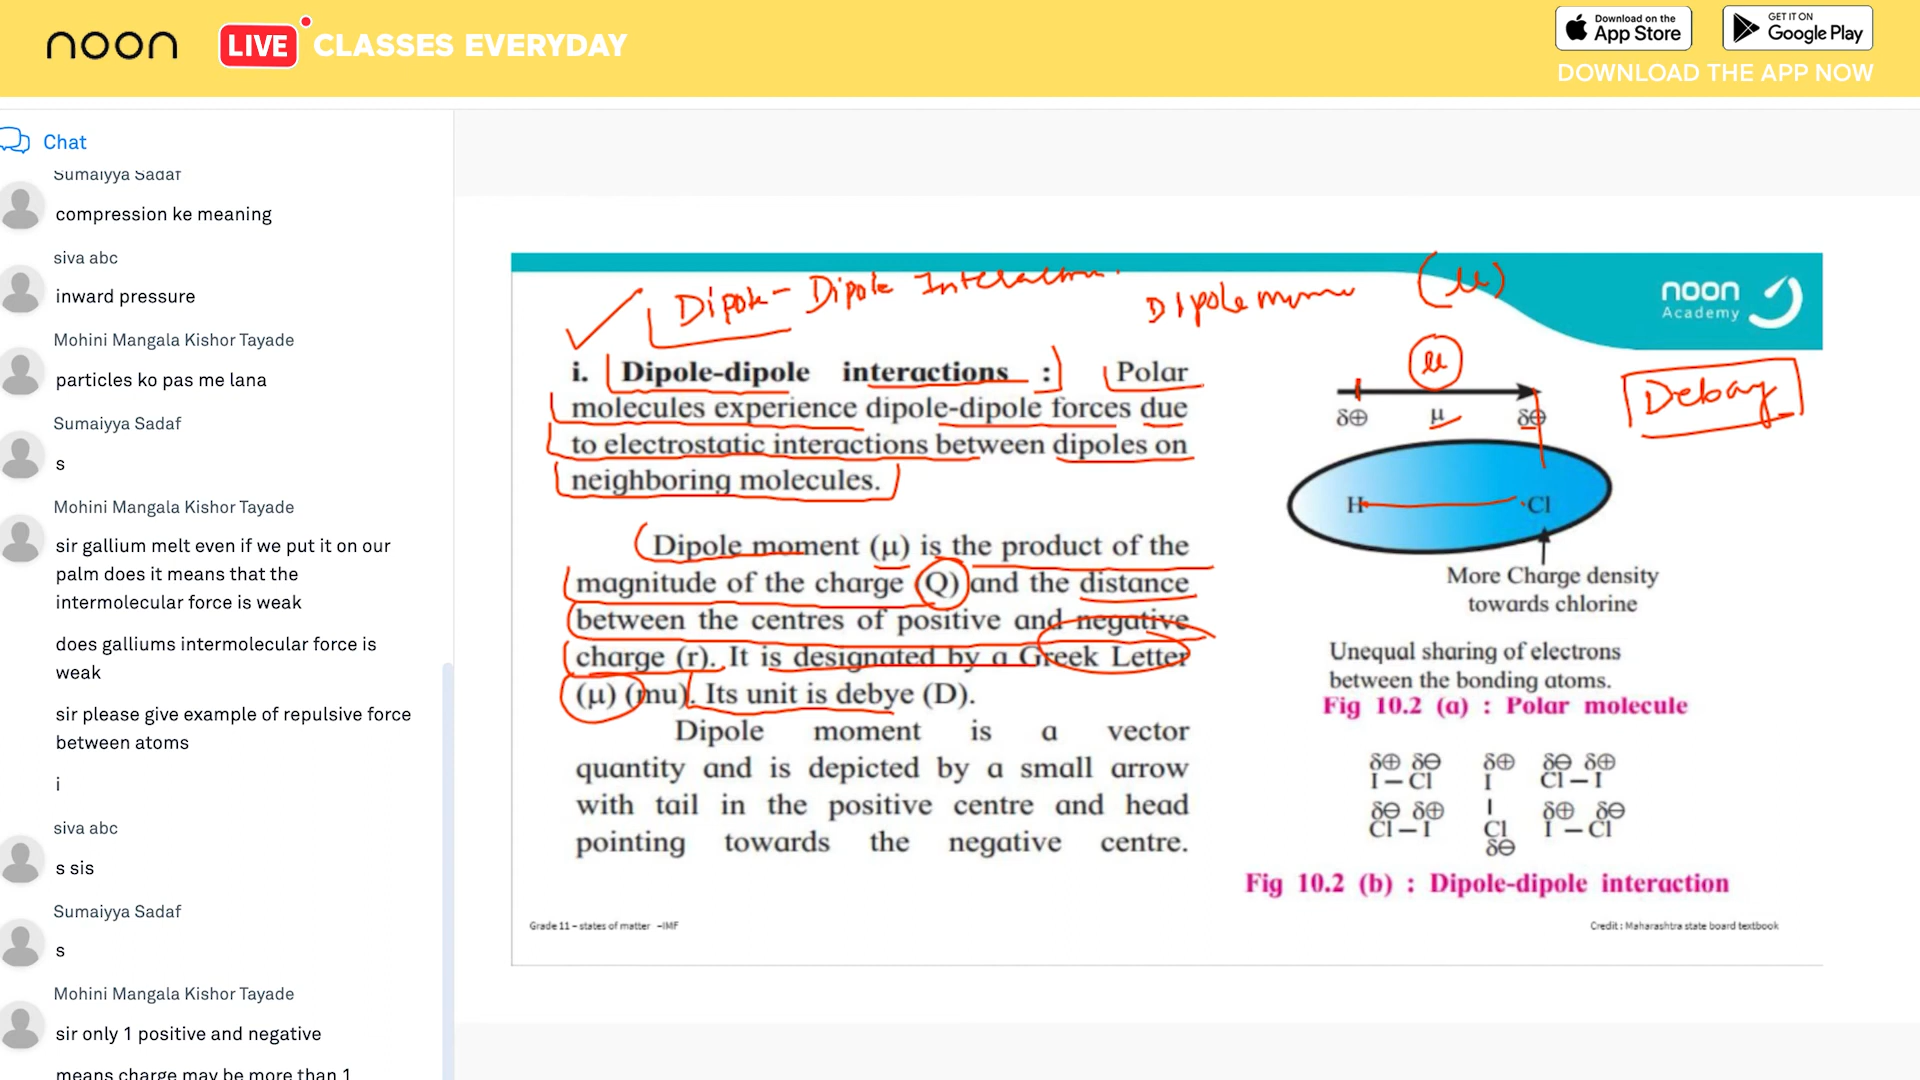 noon LIVE CLASSES EVERYDAY
Download on the App Store
GET IT ON Google Play
DOWNLOAD THE APP NOW
Chat
Sumaiyya Sadaf
compression ke meaning
siva abc
inward pressure
Mohini Mangala Kishor Tayade
particles ko pas me lana
Sumaiyya Sadaf
s
Mohini Mangala Kishor Tayade
sir gallium melt even if we put it on our
palm does it means that the
intermolecular force is weak
does galliums intermolecular force is
weak
sir please give example of repulsive force
between atoms
i
siva abc
s sis
Sumaiyya Sadaf
s
Mohini Mangala Kishor Tayade
sir only 1 positive and negative
means charge may be more than 1
Dipole
(μ)
noon
Academy
i. Dipole-dipole interactions : Polar
molecules experience dipole-dipole forces due
to electrostatic interactions between dipoles on
neighboring molecules.
Dipole moment (μ) is the product of the
magnitude of the charge Q) and the distance
between the centres of positive and negative
charge (r). It is designated by a Greek Letter
(μ) (mu). Its unit is debye (D).
Dipole moment is a vector
quantity and is depicted by a small arrow
with tail in the positive centre and head
pointing towards the negative centre.
μ
Debay
δ⊕ μ δ⊖
H Cl
More Charge density
towards chlorine
Unequal sharing of electrons
between the bonding atoms.
Fig 10.2 (a) : Polar molecule
δ⊕ δ⊖ δ⊕ δ⊖ δ⊕
I – Cl I Cl – I
δ⊖ δ⊕ δ⊕ δ⊖
Cl – I Cl I – Cl
δ⊖
Fig 10.2 (b) : Dipole-dipole interaction
Grade 11 – states of matter –IMF
Credit : Maharashtra state board textbook